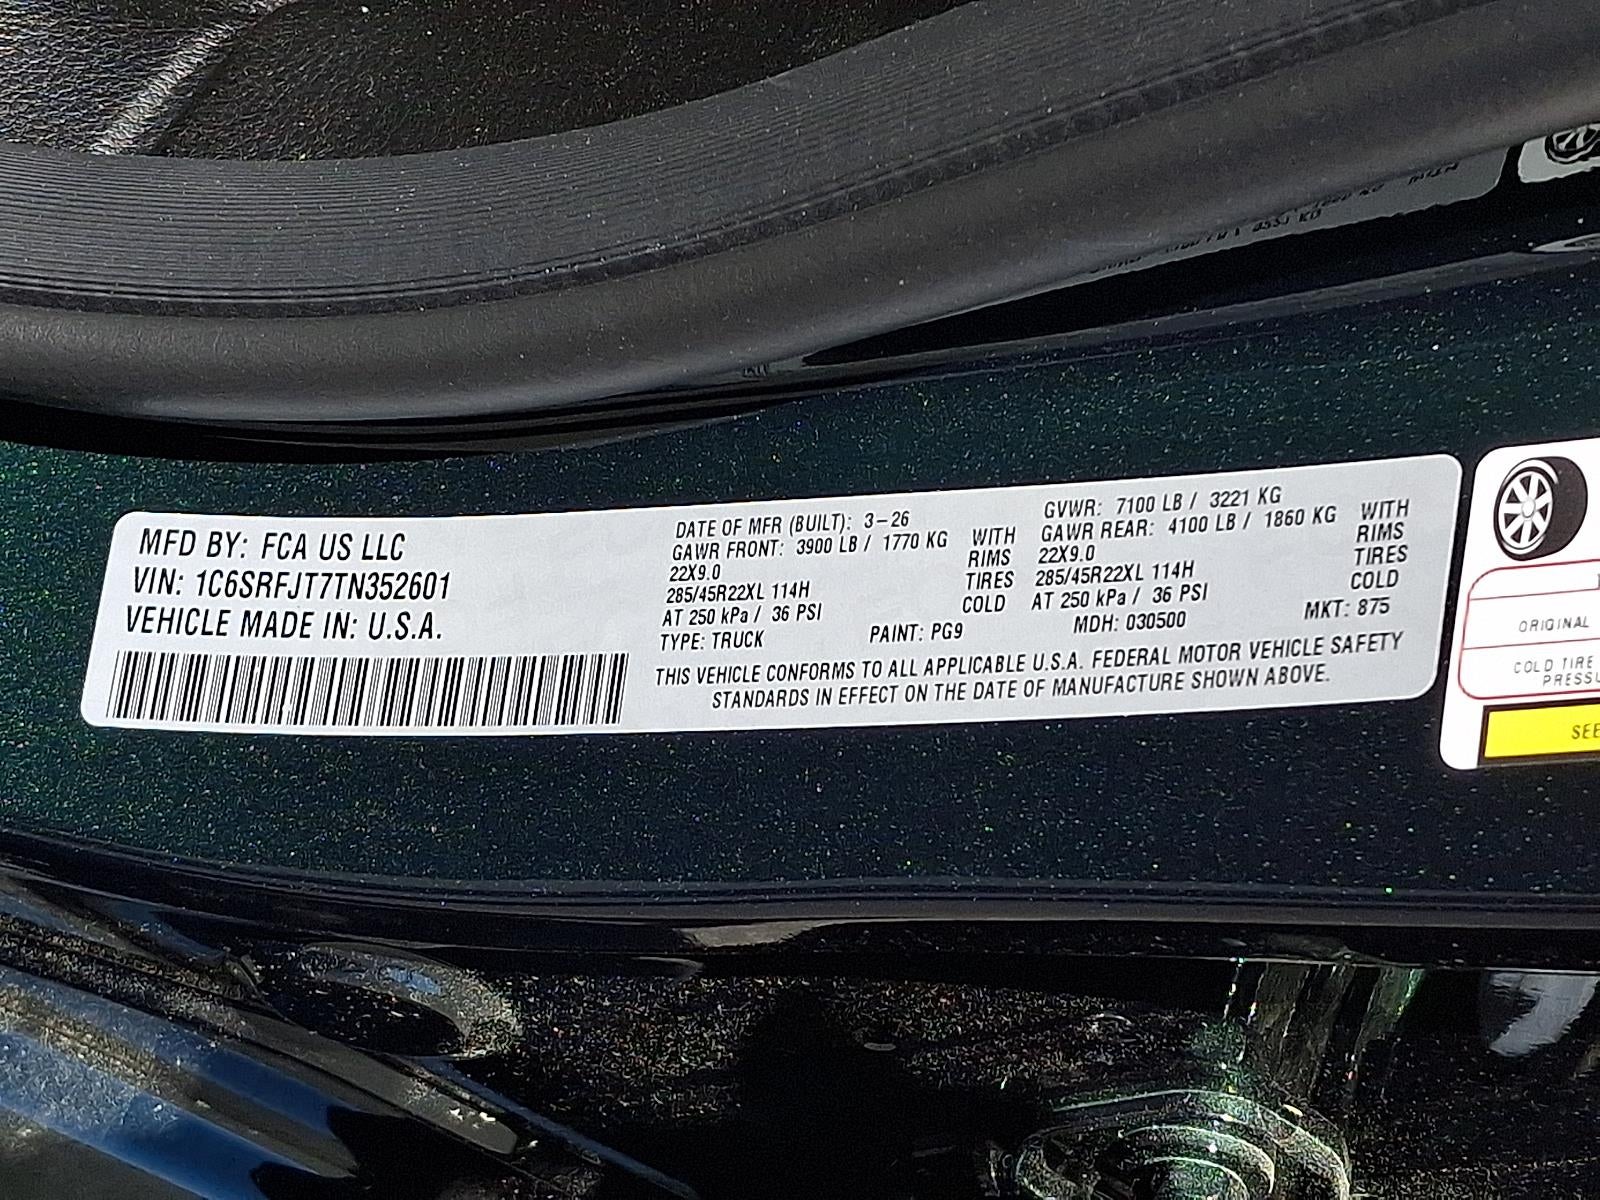 MFD BY: FCA US LLC
VIN: 1C6SRFJT7TN352601
VEHICLE MADE IN: U.S.A.
DATE OF MFR (BUILT): 3-26
GAWR FRONT: 3900 LB / 1770 KG WITH
22X9.0 RIMS
285/45R22XL 114H TIRES
AT 250 kPa / 36 PSI COLD
GVWR: 7100 LB / 3221 KG
GAWR REAR: 4100 LB / 1860 KG WITH
22X9.0 RIMS
285/45R22XL 114H TIRES
AT 250 kPa / 36 PSI COLD
TYPE: TRUCK PAINT: PG9 MDH: 030500 MKT: 875
THIS VEHICLE CONFORMS TO ALL APPLICABLE U.S.A. FEDERAL MOTOR VEHICLE SAFETY
STANDARDS IN EFFECT ON THE DATE OF MANUFACTURE SHOWN ABOVE.
ORIGINAL
COLD TIRE
SEE